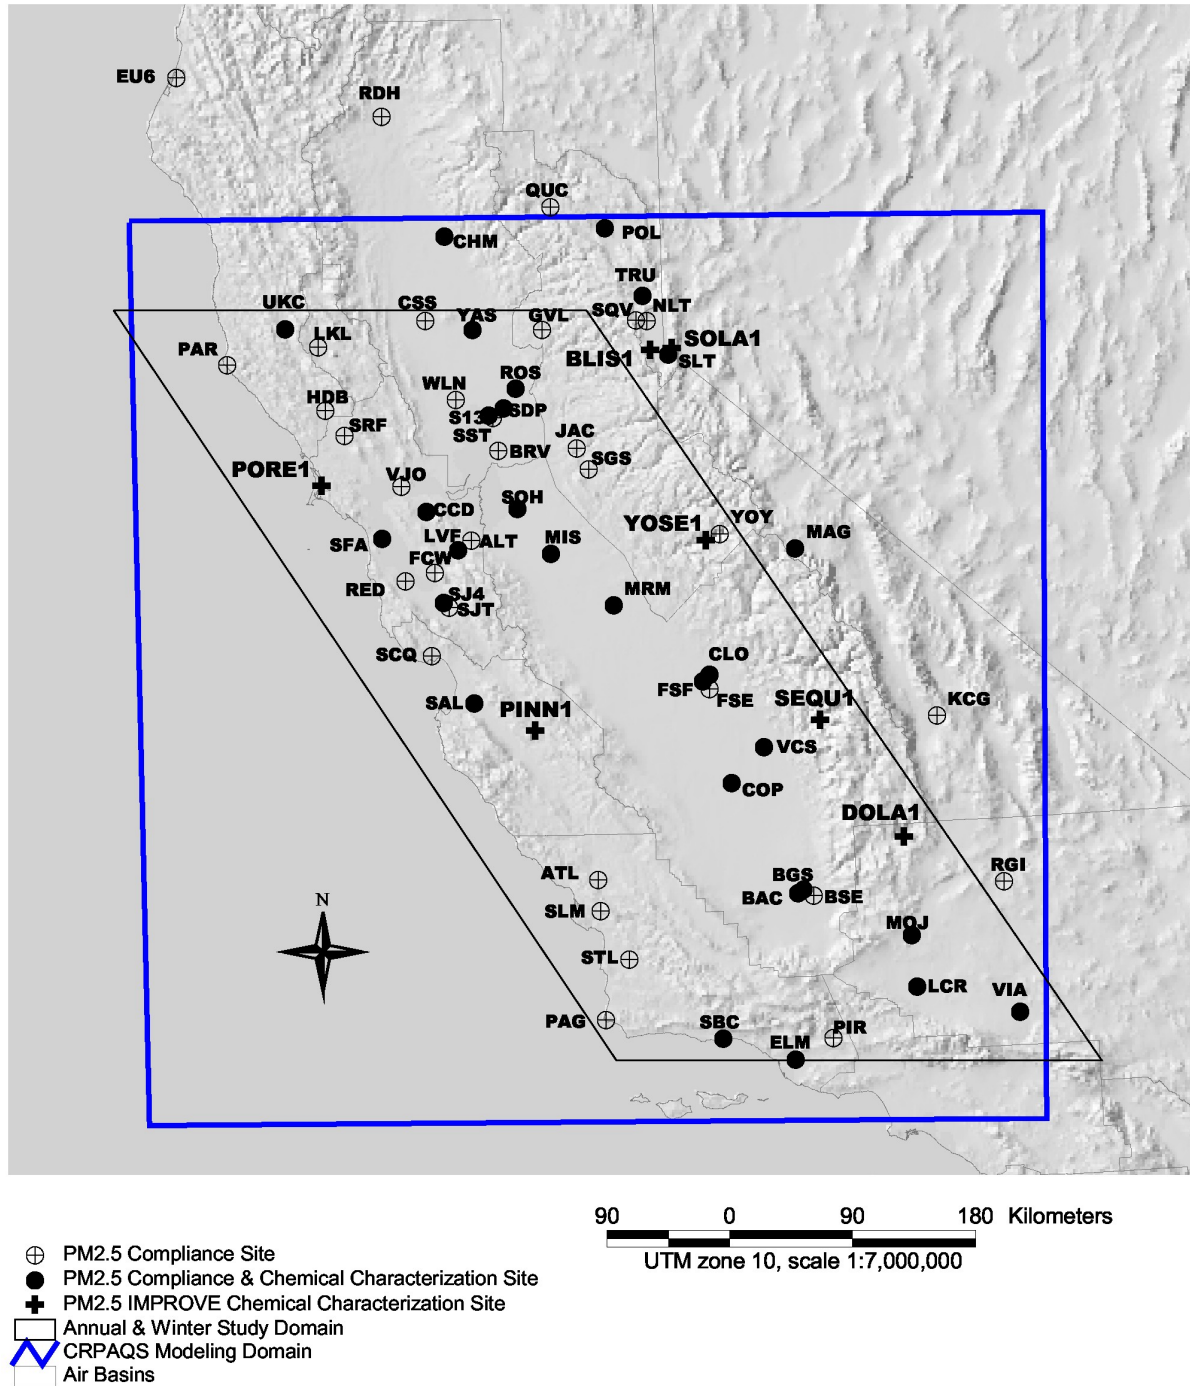 EU6
RDH
QUC
CHM
POL
TRU
UKC
CSS
YAS
GVL
SQV
NLT
LKL
SOLA1
PAR
BLIS1
SLT
ROS
WLN
HDB
SDP
S13
SRF
SST
JAC
BRV
SGS
PORE1
VJO
SOH
CCD
YOSE1
YOY
MAG
LVF
ALT
MIS
SFA
FCW
RED
MRM
SJ4
SJT
SCQ
CLO
FSF
FSE
SEQU1
KCG
SAL
PINN1
VCS
COP
DOLA1
ATL
BGS
RGI
BAC
BSE
N
SLM
MOJ
STL
LCR
VIA
PAG
SBC
PIR
ELM
90 0 90 180 Kilometers
UTM zone 10, scale 1:7,000,000
PM2.5 Compliance Site
PM2.5 Compliance & Chemical Characterization Site
PM2.5 IMPROVE Chemical Characterization Site
Annual & Winter Study Domain
CRPAQS Modeling Domain
Air Basins